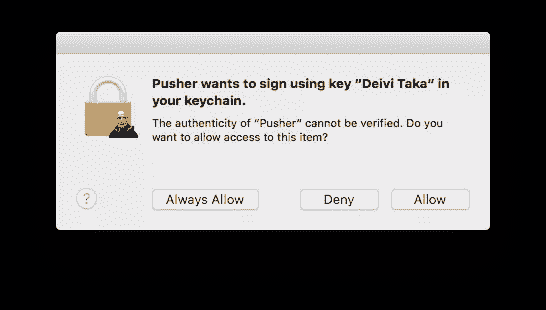 Pusher wants to sign using key "Deivi Taka" in
your keychain.
The authenticity of "Pusher" cannot be verified. Do you
want to allow access to this item?
?
Always Allow
Deny
Allow